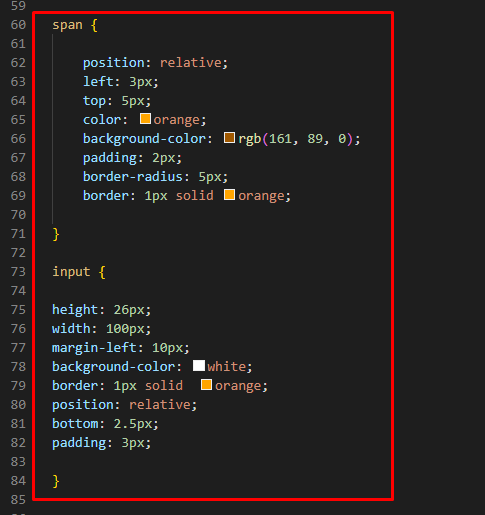 59
60 span {
61
62 position: relative;
63 left: 3px;
64 top: 5px;
65 color: orange;
66 background-color: rgb(161, 89, 0);
67 padding: 2px;
68 border-radius: 5px;
69 border: 1px solid orange;
70
71 }
72
73 input {
74
75 height: 26px;
76 width: 100px;
77 margin-left: 10px;
78 background-color: white;
79 border: 1px solid  orange;
80 position: relative;
81 bottom: 2.5px;
82 padding: 3px;
83
84 }
85